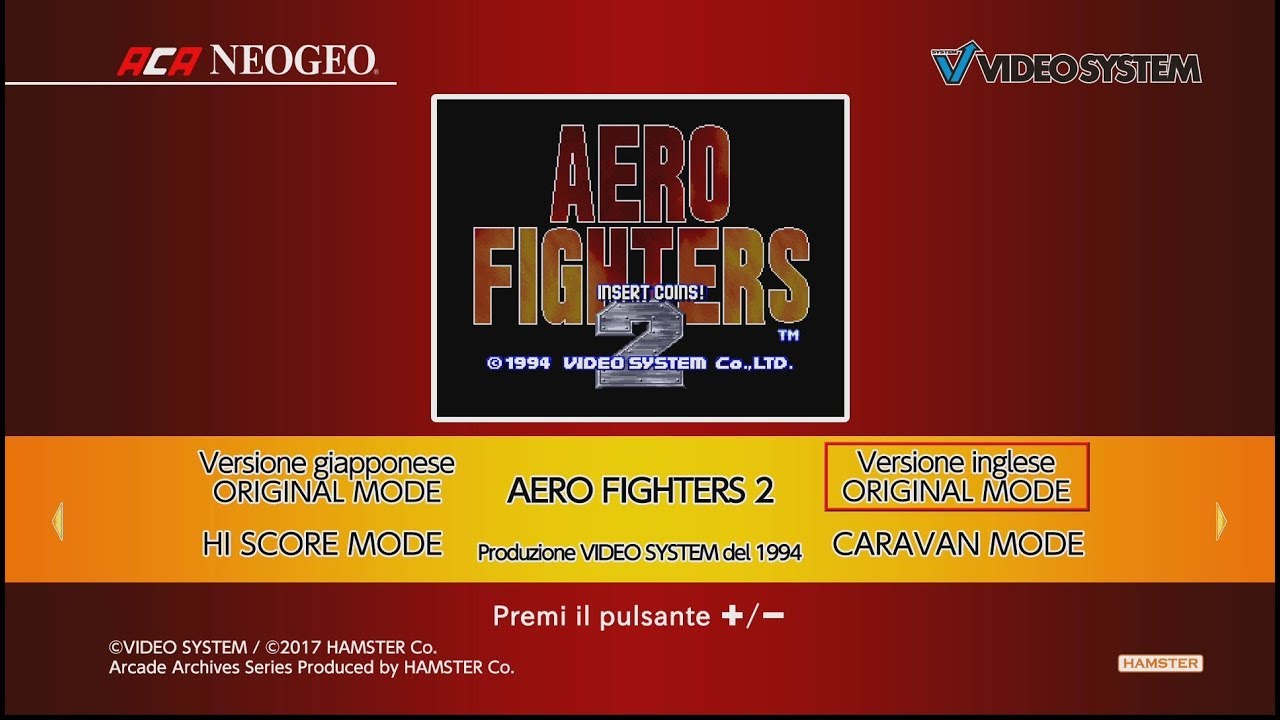 ACA NEOGEO®
SYSTEM VIDEOSYSTEM
AERO
FIGHTERS
INSERT COINS!
2
TM
©1994 VIDEO SYSTEM Co.,LTD.
Versione giapponese
ORIGINAL MODE
HI SCORE MODE
AERO FIGHTERS 2
Produzione VIDEO SYSTEM del 1994
Versione inglese
ORIGINAL MODE
CARAVAN MODE
Premi il pulsante +/−
©VIDEO SYSTEM / ©2017 HAMSTER Co.
Arcade Archives Series Produced by HAMSTER Co.
HAMSTER